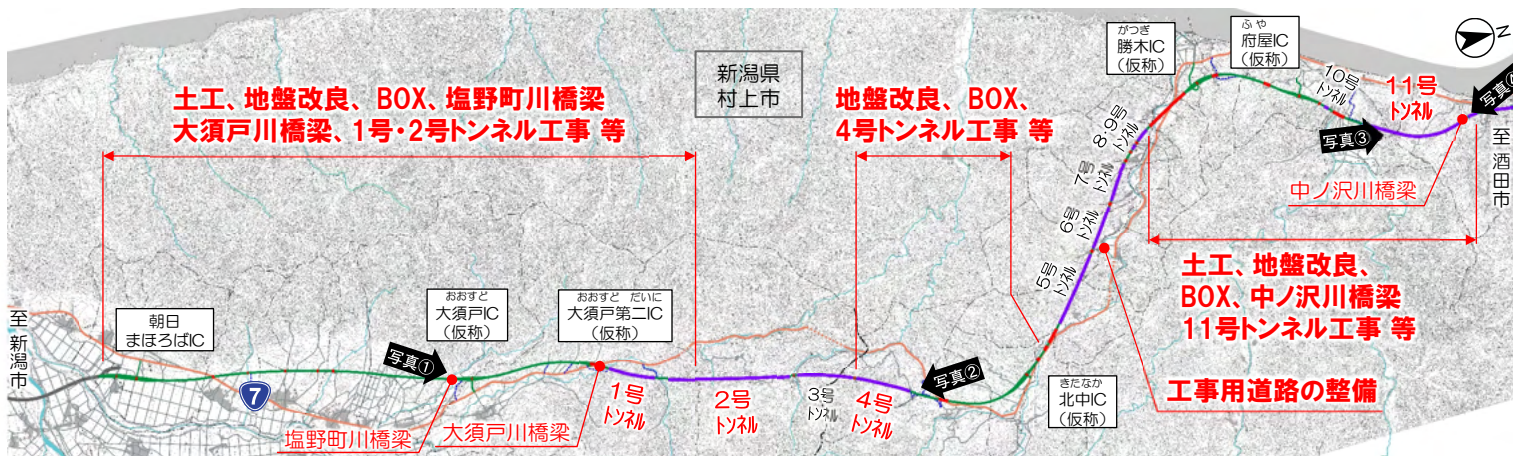 新潟県
村上市
土工、地盤改良、BOX、塩野町川橋梁
大須戸川橋梁、1号・2号トンネル工事 等
地盤改良、BOX、
4号トンネル工事 等
がつぎ
勝木IC
(仮称)
ふや
府屋IC
(仮称)
N
10号
トンネル
11号
トンネル
写真③
至 酒田市
中ノ沢川橋梁
8・9号
トンネル
7号
トンネル
6号
トンネル
5号
トンネル
土工、地盤改良、
BOX、中ノ沢川橋梁
11号トンネル工事 等
工事用道路の整備
至 新潟市
朝日
まほろばIC
おおすど
大須戸IC
(仮称)
おおすど だいに
大須戸第二IC
(仮称)
写真①
7
塩野町川橋梁
大須戸川橋梁
1号
トンネル
2号
トンネル
3号
トンネル
4号
トンネル
写真②
きたなか
北中IC
(仮称)